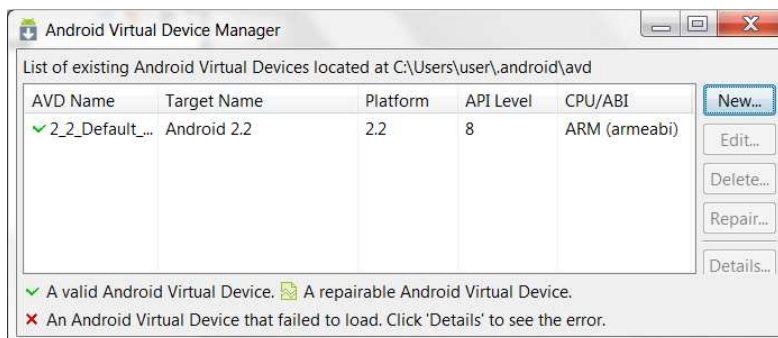 Android Virtual Device Manager
List of existing Android Virtual Devices located at C:\Users\user\.android\avd
AVD Name Target Name Platform API Level CPU/ABI New...
2_2_Default_... Android 2.2 2.2 8 ARM (armeabi) Edit...
Delete...
Repair...
Details...
A valid Android Virtual Device. A repairable Android Virtual Device.
An Android Virtual Device that failed to load. Click 'Details' to see the error.